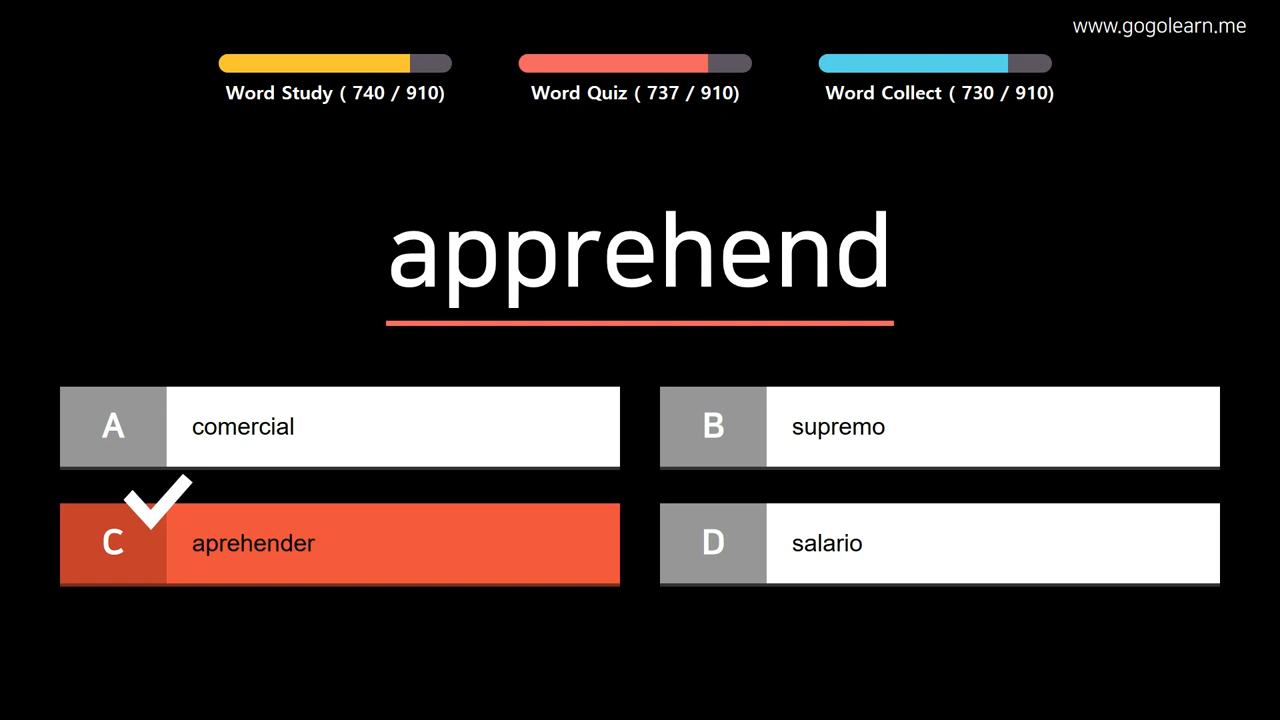 www.gogolearn.me
Word Study ( 740 / 910)
Word Quiz ( 737 / 910)
Word Collect ( 730 / 910)
apprehend
A comercial
B supremo
C aprehender
D salario